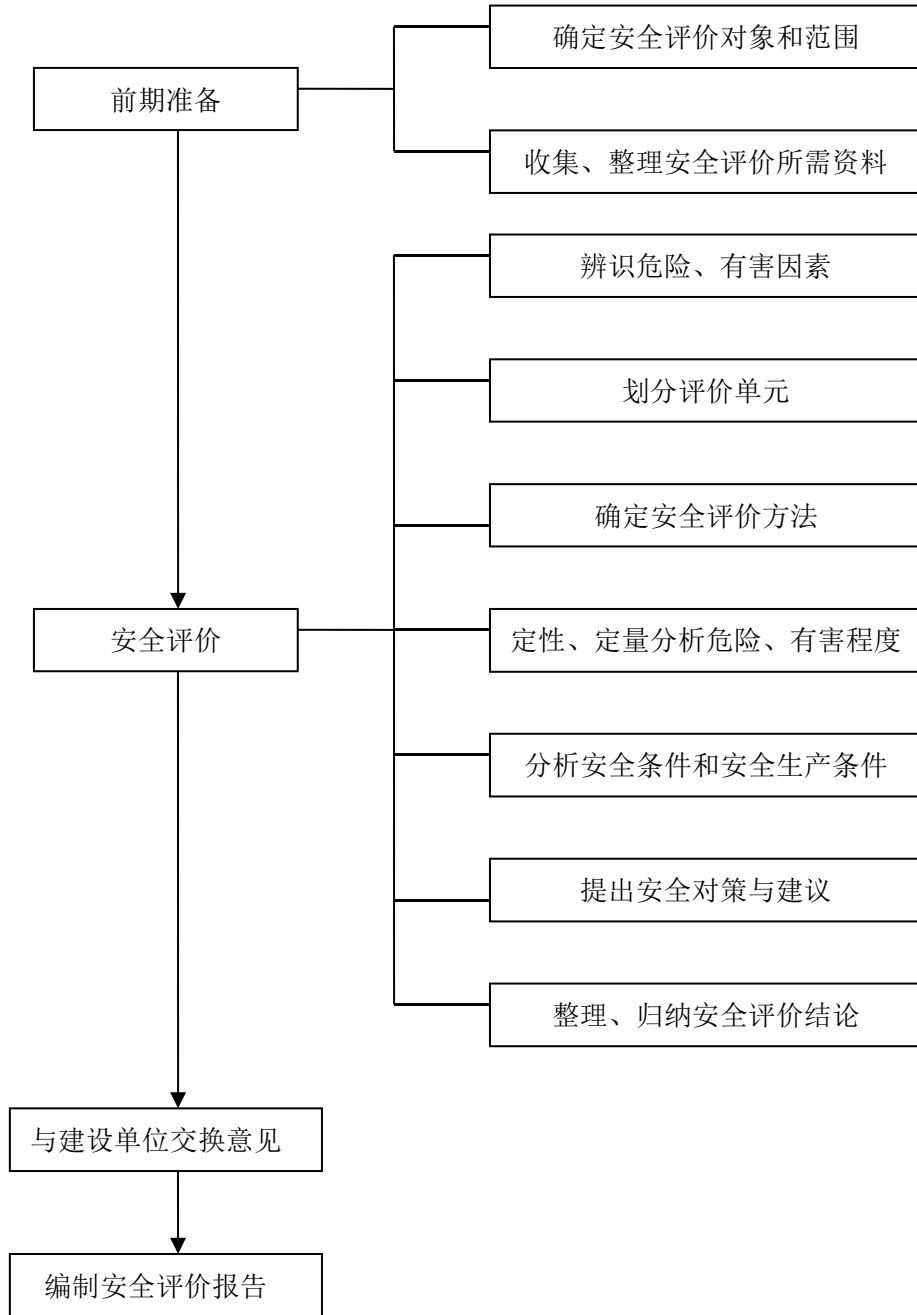 确定安全评价对象和范围
前期准备
收集、整理安全评价所需资料
辨识危险、有害因素
划分评价单元
确定安全评价方法
安全评价
定性、定量分析危险、有害程度
分析安全条件和安全生产条件
提出安全对策与建议
整理、归纳安全评价结论
与建设单位交换意见
编制安全评价报告